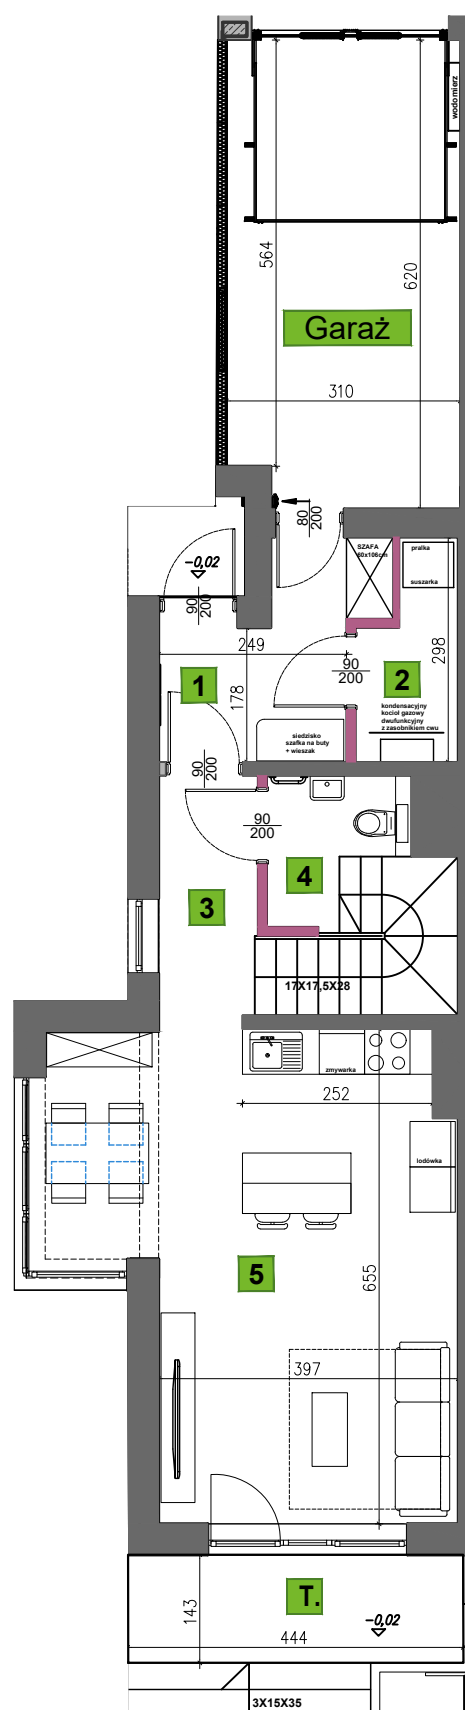 wodomierz
564
620
Garaż
310
80
200
SZAFA
60x106cm
pralka
suszarka
-0,02
90
200
249
298
1
178
90
200
2
kondensacyjny
kocioł gazowy
dwufunkcyjny
z zasobnikiem cwu
siedzisko
szafka na buty
+ wieszak
90
200
90
200
4
3
17X17,5X28
zmywarka
252
lodówka
5
655
397
T.
143
-0,02
444
3X15X35